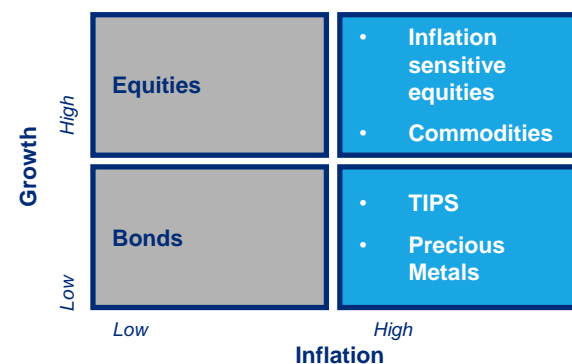 Growth
High
Equities
• Inflation
sensitive
equities
• Commodities
Low
Bonds
• TIPS
• Precious
Metals
Low
High
Inflation